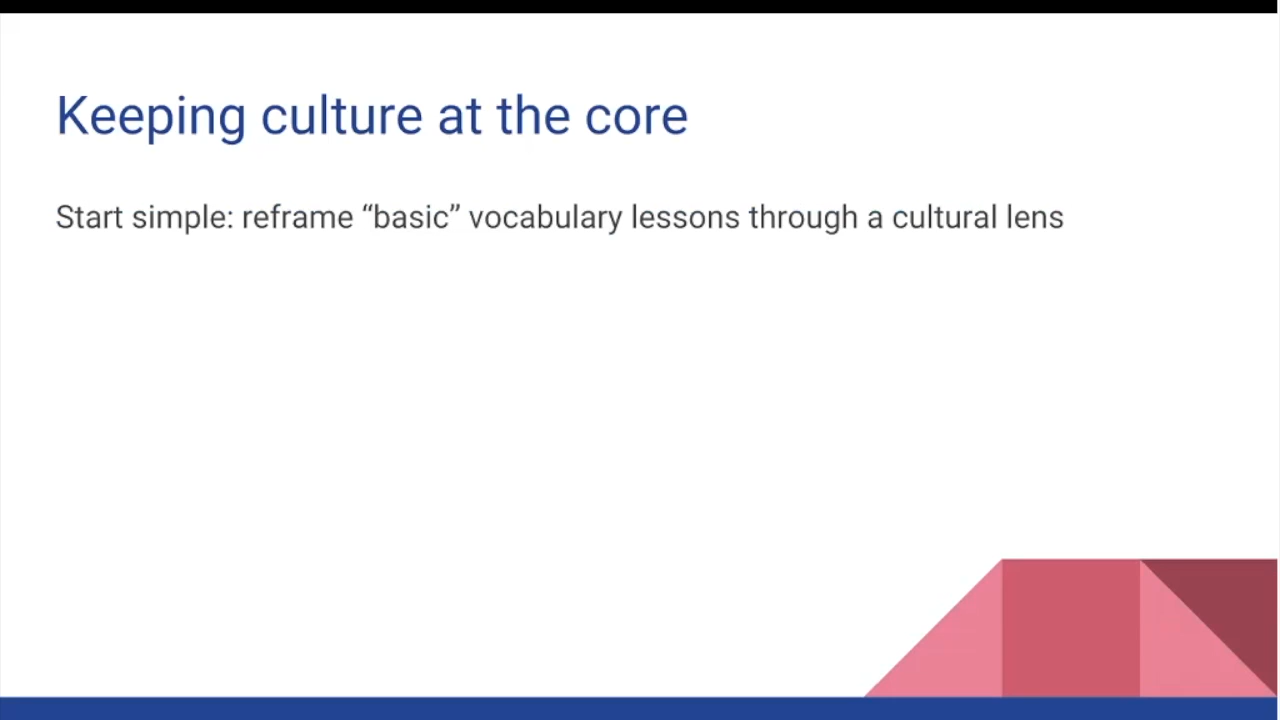 Keeping culture at the core
Start simple: reframe “basic” vocabulary lessons through a cultural lens